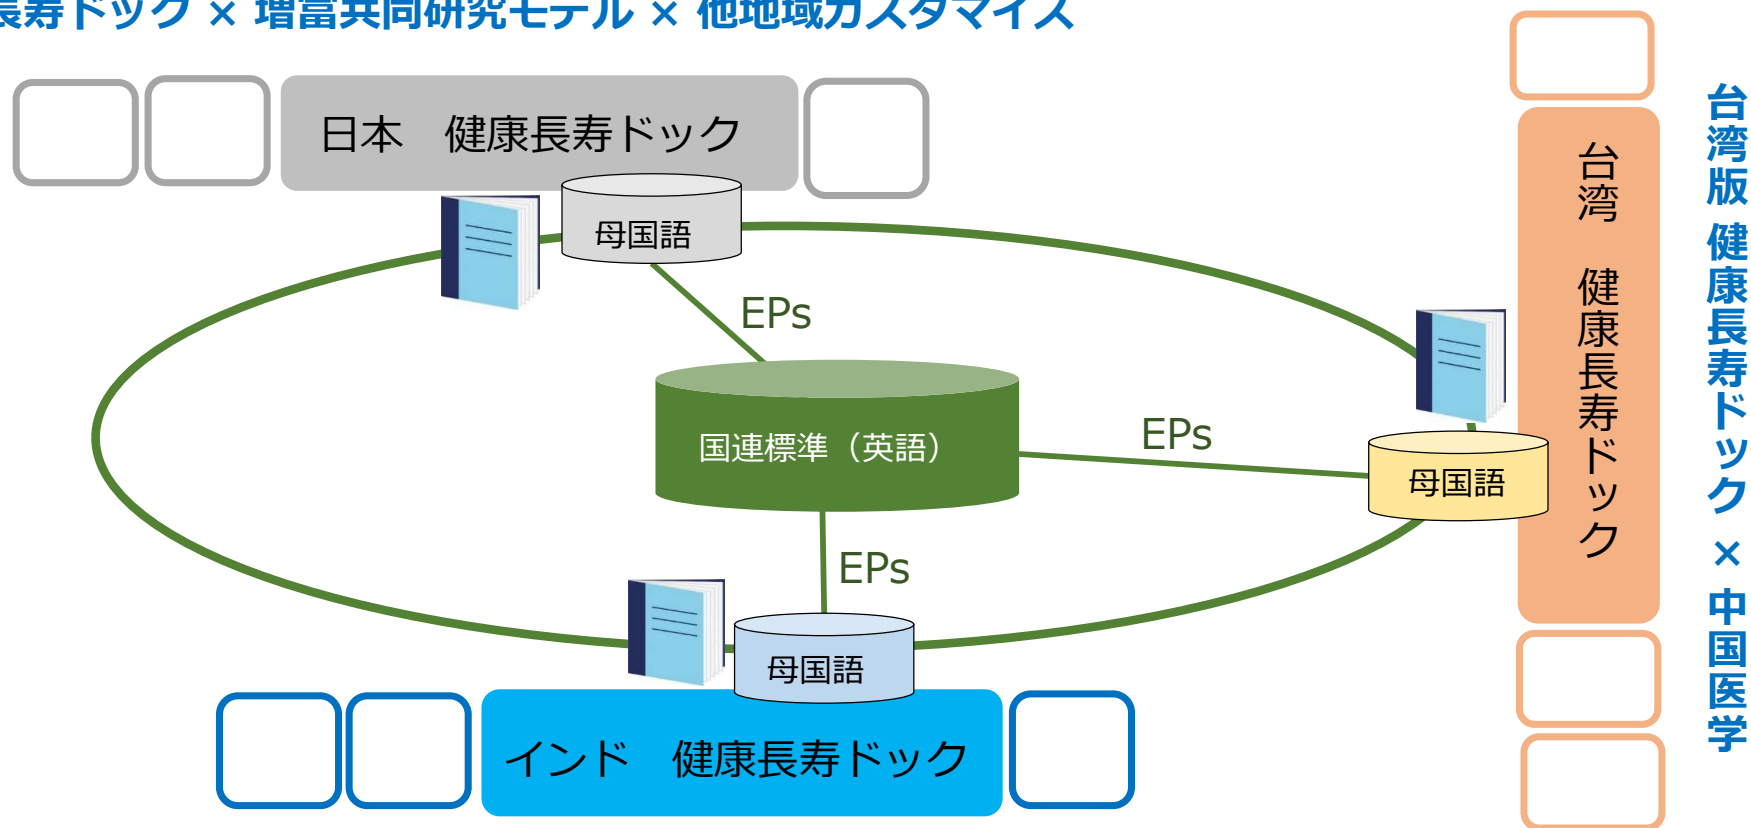 長寿ドック × 増富共同研究モデル × 他地域カスタマイズ
日本　健康長寿ドック
母国語
EPs
国連標準（英語）
EPs
母国語
EPs
母国語
インド　健康長寿ドック
台湾　健康長寿ドック
台湾版 健康長寿ドック × 中国医学